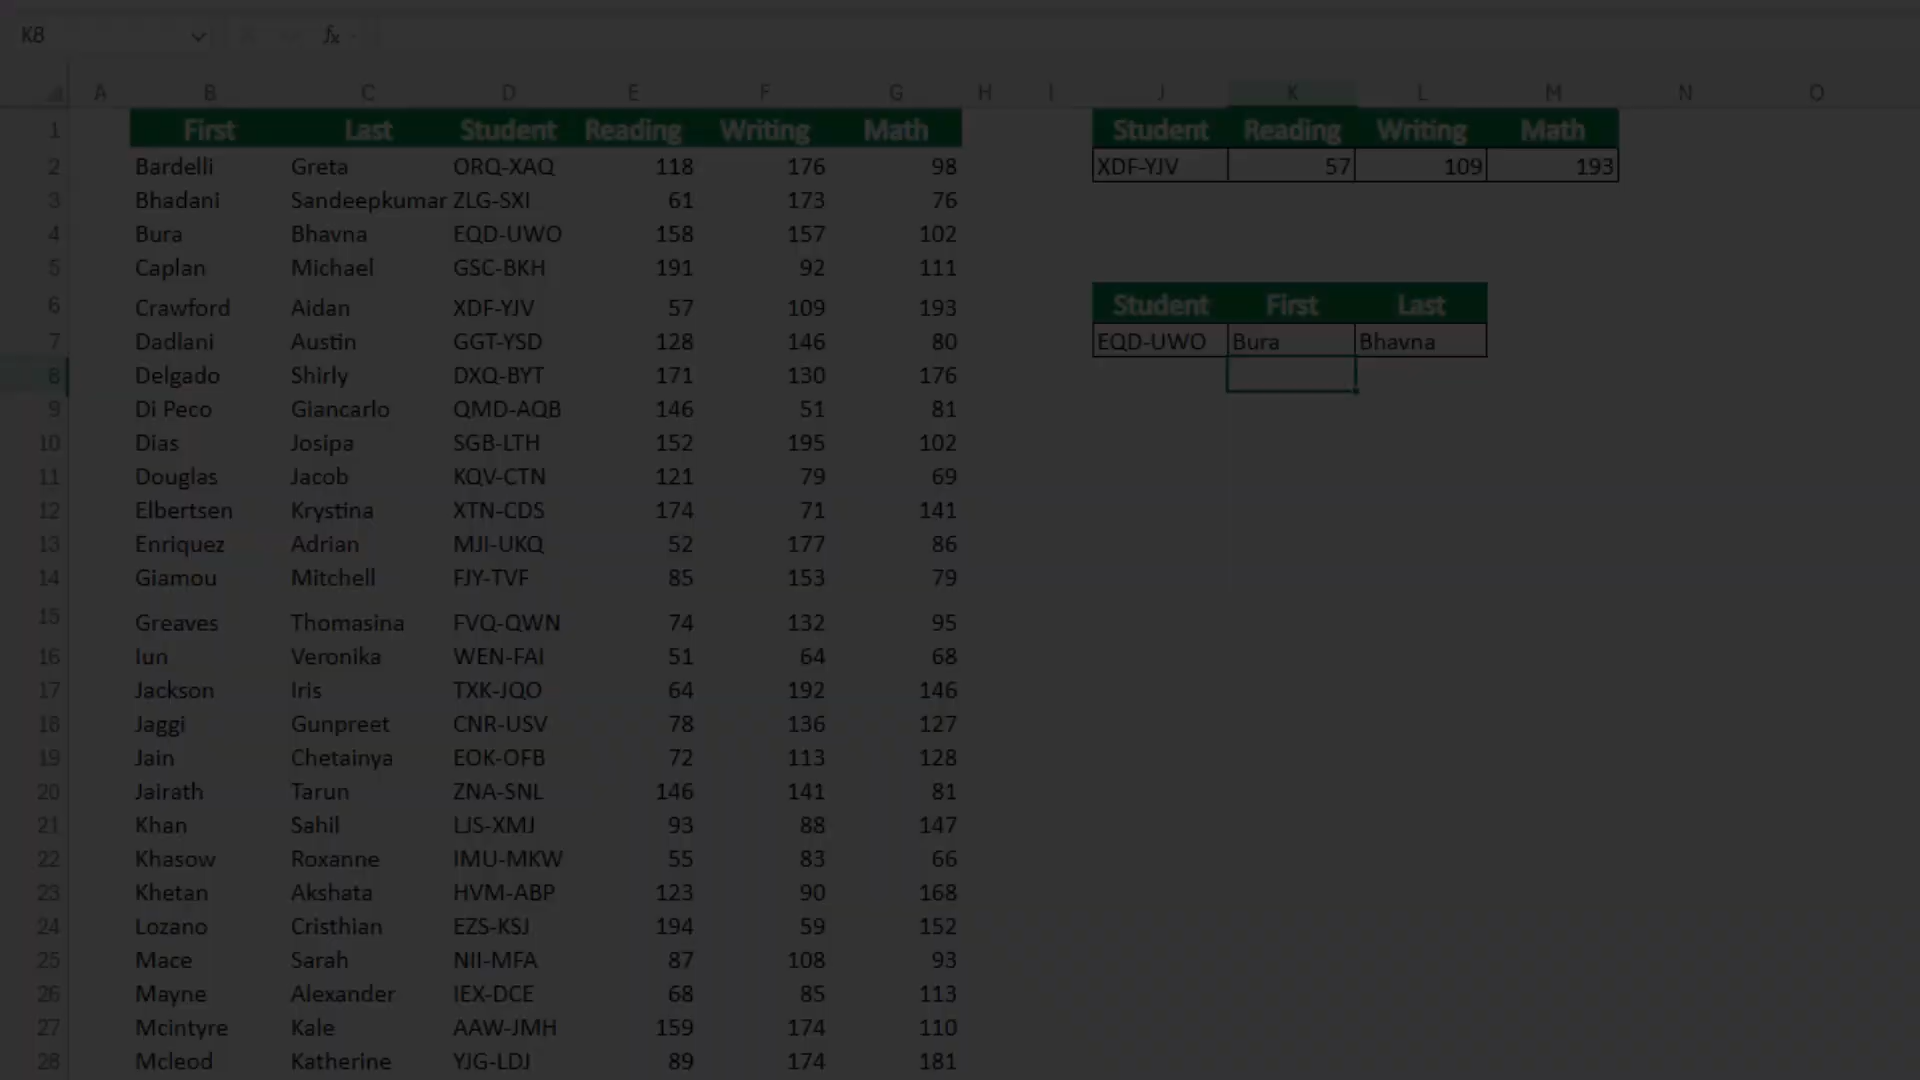 K8 fx
A B C D E F G H I J K L M N O
1 First Last Student Reading Writing Math Student Reading Writing Math
2 Bardelli Greta ORQ-XAQ 118 176 98 XDF-YJV 57 109 193
3 Bhadani Sandeepkumar ZLG-SXI 61 173 76
4 Bura Bhavna EQD-UWO 158 157 102
5 Caplan Michael GSC-BKH 191 92 111
6 Crawford Aidan XDF-YJV 57 109 193 Student First Last
7 Dadlani Austin GGT-YSD 128 146 80 EQD-UWO Bura Bhavna
8 Delgado Shirly DXQ-BYT 171 130 176
9 Di Peco Giancarlo QMD-AQB 146 51 81
10 Dias Josipa SGB-LTH 152 195 102
11 Douglas Jacob KQV-CTN 121 79 69
12 Elbertsen Krystina XTN-CDS 174 71 141
13 Enriquez Adrian MJI-UKQ 52 177 86
14 Giamou Mitchell FJY-TVF 85 153 79
15 Greaves Thomasina FVQ-QWN 74 132 95
16 Iun Veronika WEN-FAI 51 64 68
17 Jackson Iris TXK-JQO 64 192 146
18 Jaggi Gunpreet CNR-USV 78 136 127
19 Jain Chetainya EOK-OFB 72 113 128
20 Jairath Tarun ZNA-SNL 146 141 81
21 Khan Sahil LJS-XMJ 93 88 147
22 Khasow Roxanne IMU-MKW 55 83 66
23 Khetan Akshata HVM-ABP 123 90 168
24 Lozano Cristhian EZS-KSJ 194 59 152
25 Mace Sarah NII-MFA 87 108 93
26 Mayne Alexander IEX-DCE 68 85 113
27 Mcintyre Kale AAW-JMH 159 174 110
28 Mcleod Katherine YJG-LDJ 89 174 181